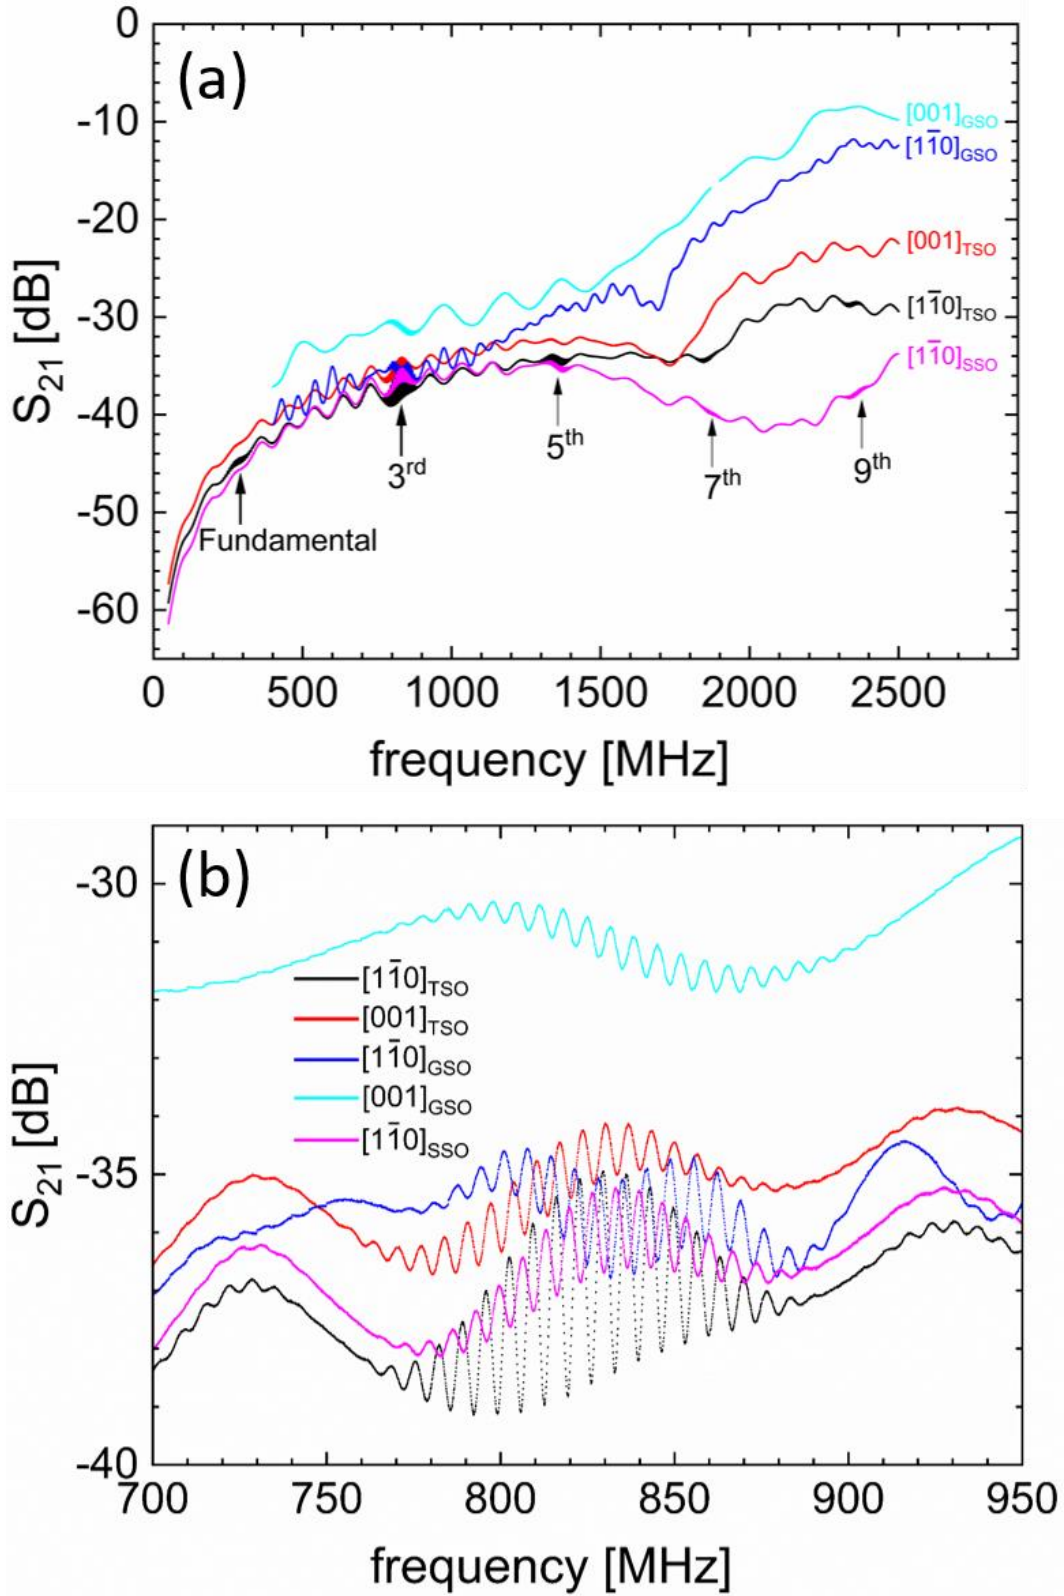 (a)
0
-10
-20
-30
-40
-50
-60
S21 [dB]
[001]GSO
[11̅0]GSO
[001]TSO
[11̅0]TSO
[11̅0]SSO
Fundamental
3rd
5th
7th
9th
0 500 1000 1500 2000 2500
frequency [MHz]
(b)
-30
-35
-40
S21 [dB]
[11̅0]TSO
[001]TSO
[11̅0]GSO
[001]GSO
[11̅0]SSO
700 750 800 850 900 950
frequency [MHz]